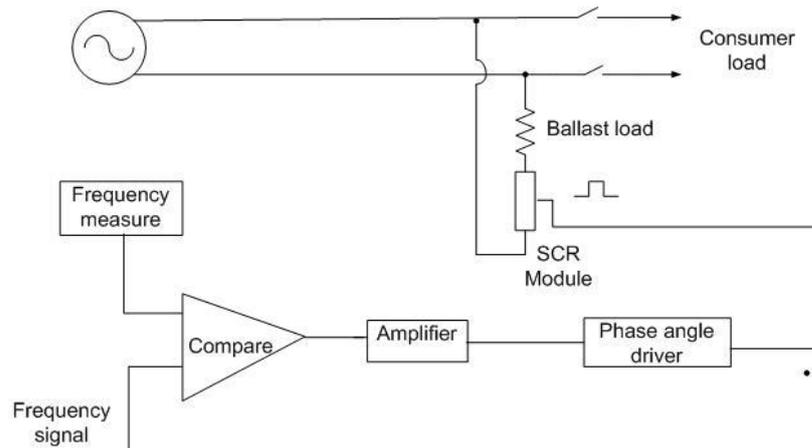 Consumer
load
Ballast load
Frequency
measure
SCR
Module
Compare
Amplifier
Phase angle
driver
Frequency
signal